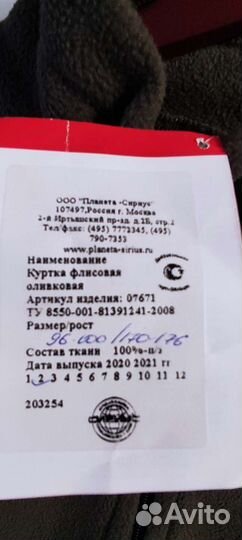 ООО "Планета -Сириус"
107497,Россия г. Москва
2-й Иртышский пр-зд. д.2Б, стр.2
Тел/факс: (495) 7772345, (495)
790-7353
www.planeta-sirius.ru
Наименование
Куртка флисовая
оливковая
Артикул изделия: 07671
ТУ 8550-001-81391241-2008
Размер/рост
96-100/170-176
Состав ткани 100%-п/э
Дата выпуска 2020 2021 гг
1 2 3 4 5 6 7 8 9 10 11 12
203254
СИРИУС
Avito